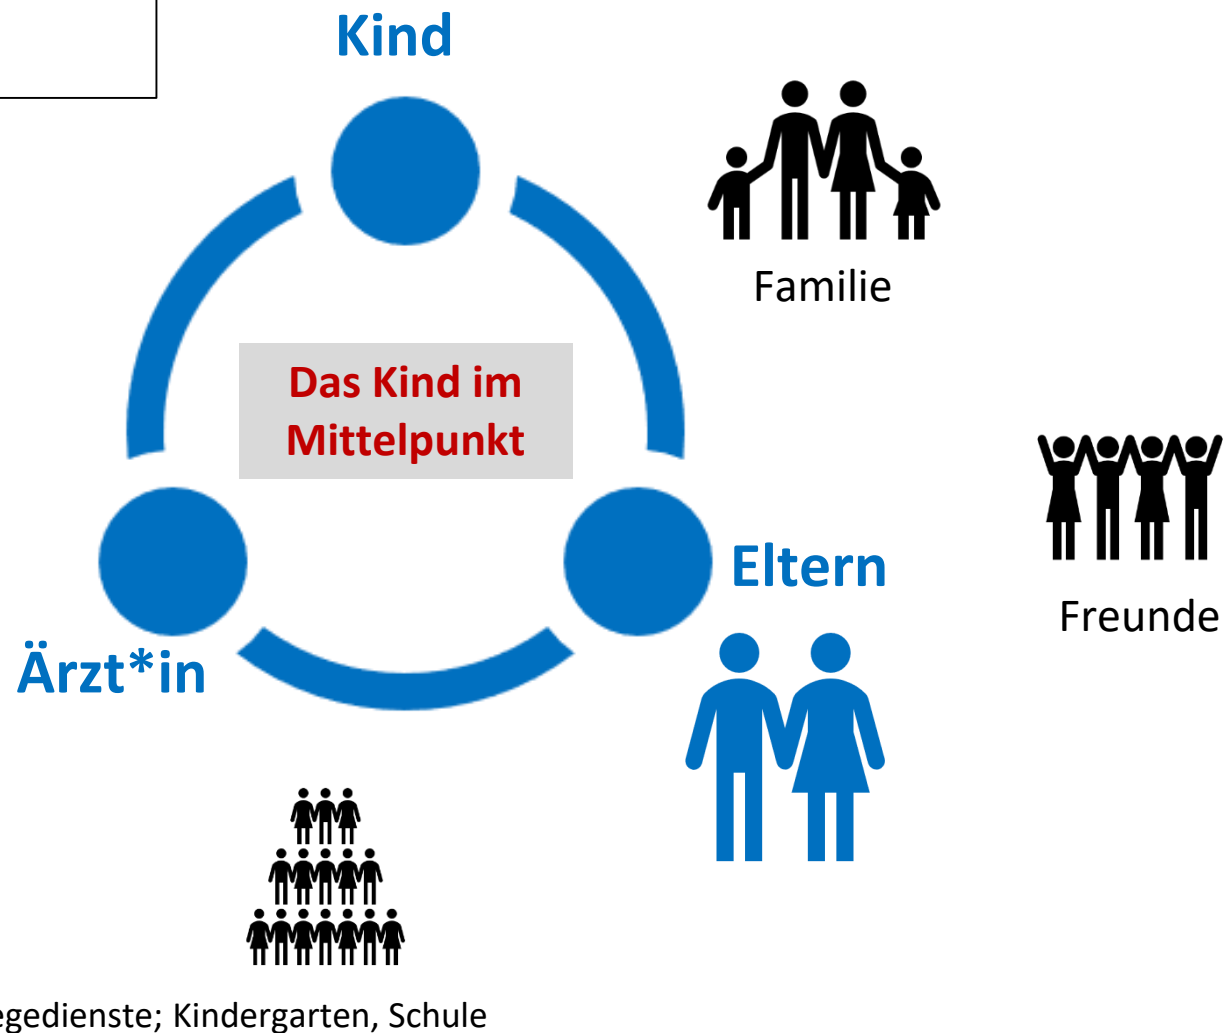 Kind
Familie
Das Kind im
Mittelpunkt
Eltern
Freunde
Ärzt*in
egedienste; Kindergarten, Schule